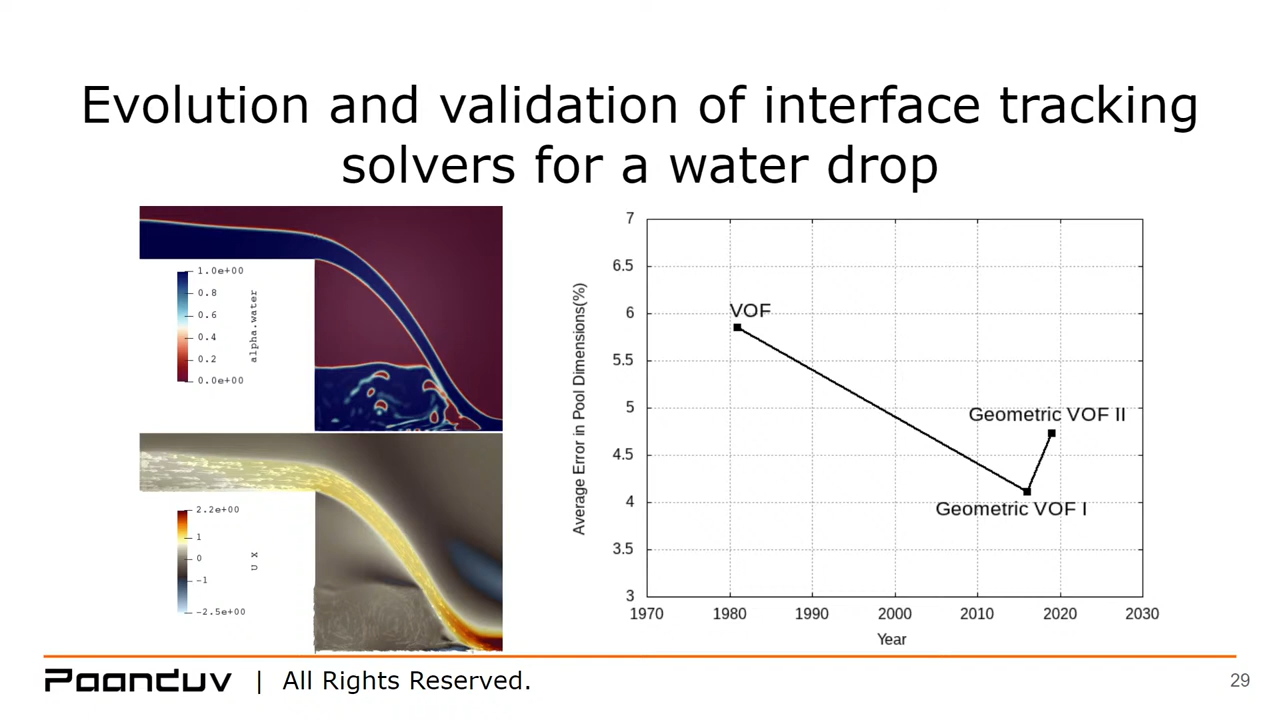 Evolution and validation of interface tracking
solvers for a water drop
1.0e+00
0.8
0.6
0.4
0.2
0.0e+00
alpha.water
2.2e+00
1
0
-1
-2.5e+00
U X
7
6.5
6
5.5
5
4.5
4
3.5
3
Average Error in Pool Dimensions(%)
VOF
Geometric VOF II
Geometric VOF I
1970 1980 1990 2000 2010 2020 2030
Year
Paanduv | All Rights Reserved.
29